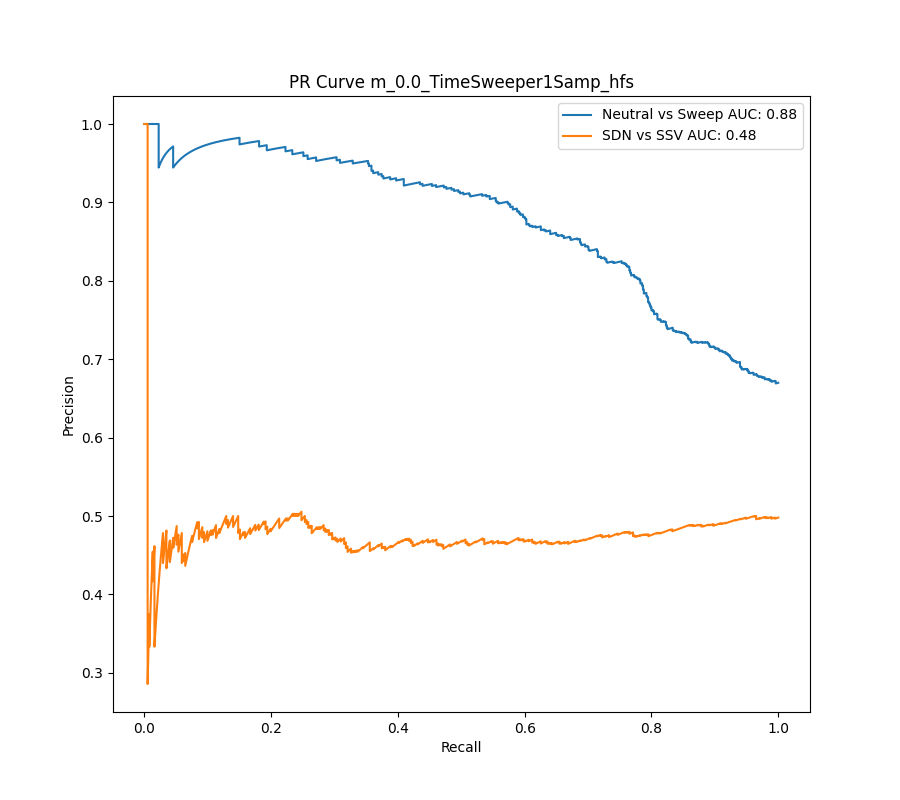 PR Curve m_0.0_TimeSweeper1Samp_hfs
Neutral vs Sweep AUC: 0.88
SDN vs SSV AUC: 0.48
1.0
0.9
0.8
0.7
0.6
0.5
0.4
0.3
Precision
0.0 0.2 0.4 0.6 0.8 1.0
Recall